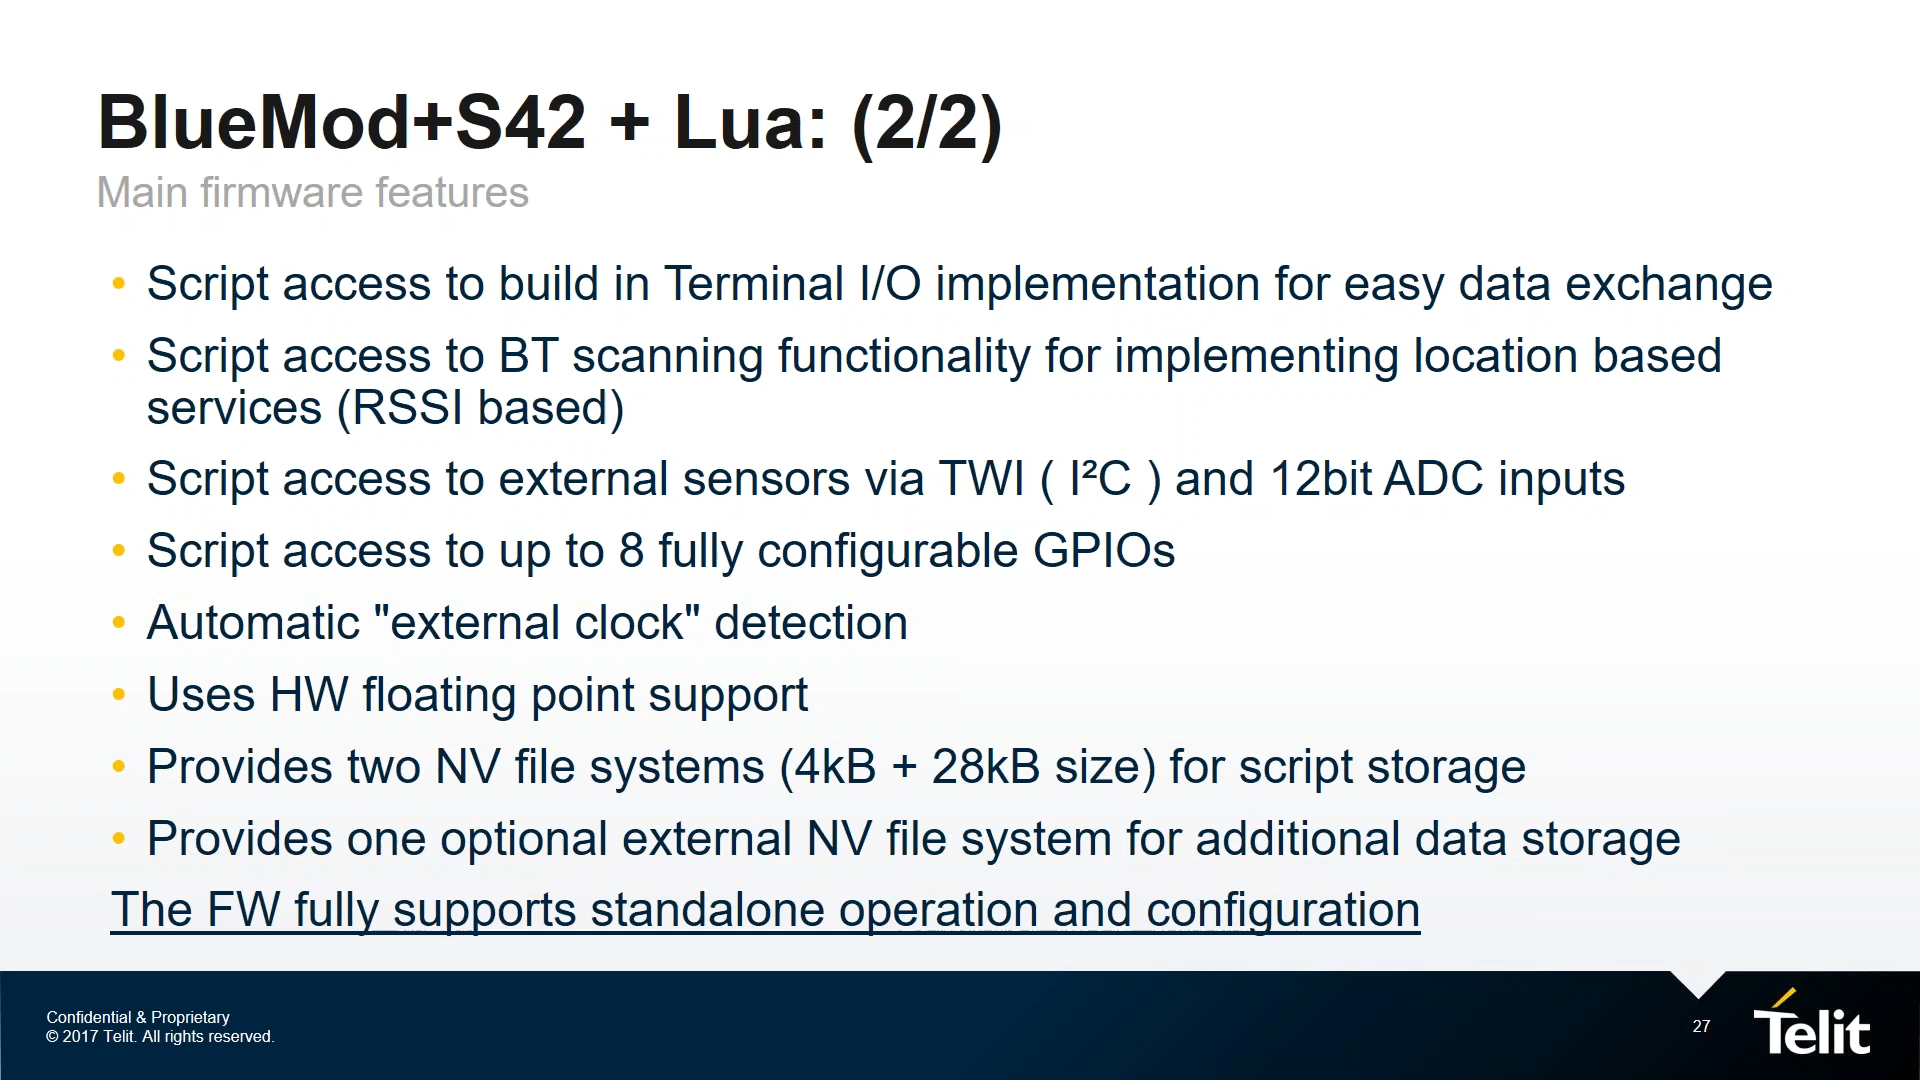 BlueMod+S42 + Lua: (2/2)
Main firmware features
• Script access to build in Terminal I/O implementation for easy data exchange
• Script access to BT scanning functionality for implementing location based
services (RSSI based)
• Script access to external sensors via TWI ( I²C ) and 12bit ADC inputs
• Script access to up to 8 fully configurable GPIOs
• Automatic "external clock" detection
• Uses HW floating point support
• Provides two NV file systems (4kB + 28kB size) for script storage
• Provides one optional external NV file system for additional data storage
The FW fully supports standalone operation and configuration
Confidential & Proprietary
© 2017 Telit. All rights reserved.
27
Telit